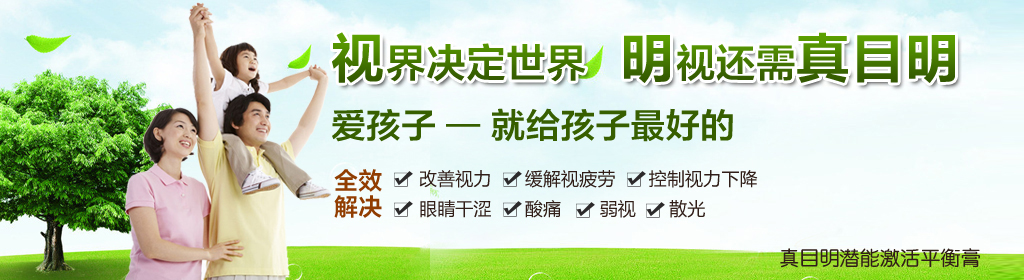 视界决定世界 明视还需真目明
爱孩子 — 就给孩子最好的
全效 改善视力 缓解视疲劳 控制视力下降
解决 眼睛干涩 酸痛 弱视 散光
真目明潜能激活平衡膏